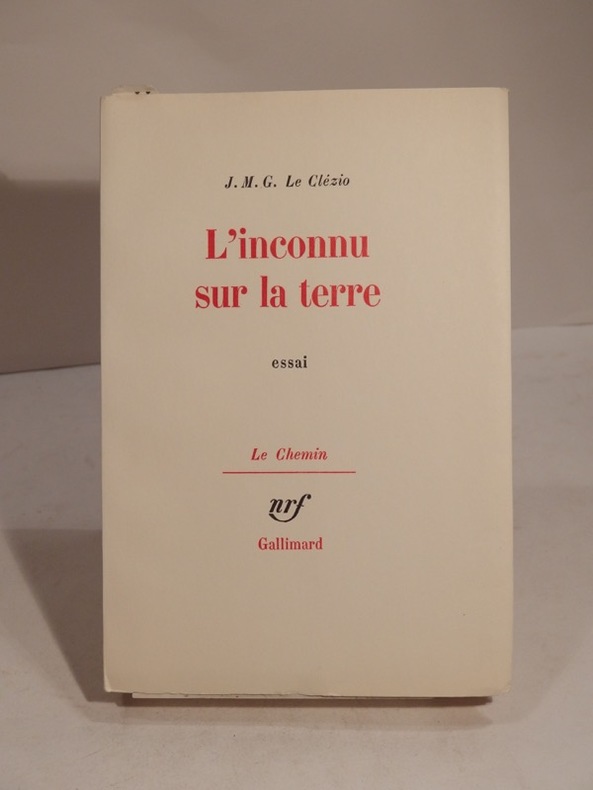 J. M. G. Le Clézio
L'inconnu
sur la terre
essai
Le Chemin
nrf
Gallimard